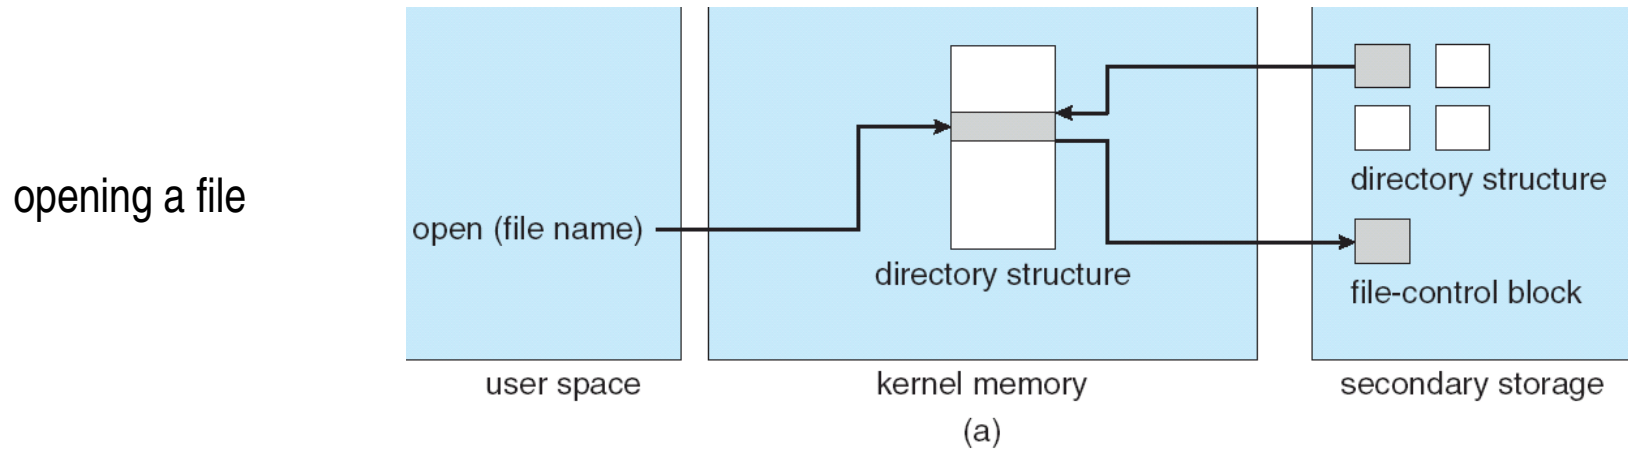 opening a file
open (file name)
directory structure
directory structure
file-control block
user space
kernel memory
secondary storage
(a)